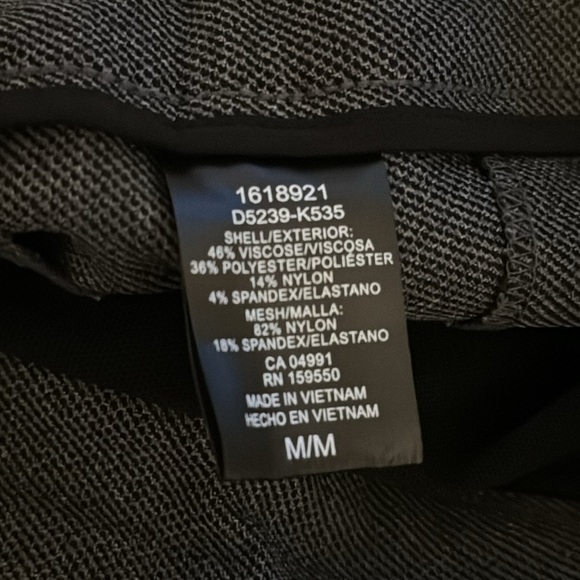 1618921
D5239-K535
SHELL/EXTERIOR:
46% VISCOSE/VISCOSA
36% POLYESTER/POLIÉSTER
14% NYLON
4% SPANDEX/ELASTANO
MESH/MALLA:
82% NYLON
18% SPANDEX/ELASTANO
CA 04991
RN 159550
MADE IN VIETNAM
HECHO EN VIETNAM
M/M